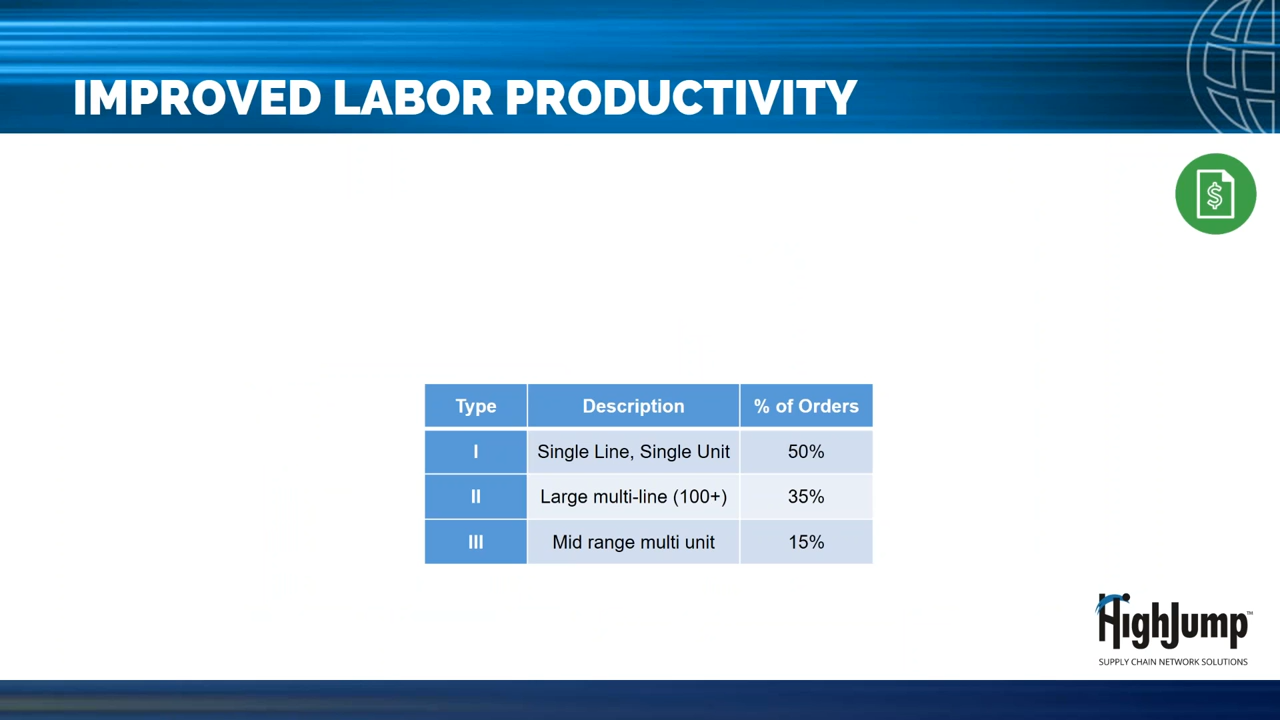 IMPROVED LABOR PRODUCTIVITY
$
Type Description % of Orders
I Single Line, Single Unit 50%
II Large multi-line (100+) 35%
III Mid range multi unit 15%
HighJump™
SUPPLY CHAIN NETWORK SOLUTIONS